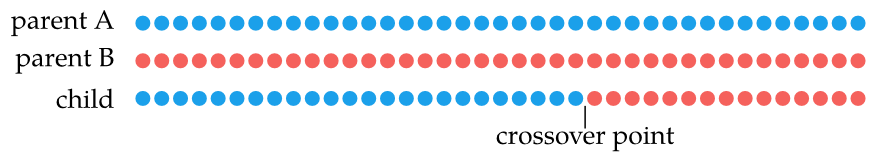 parent A
parent B
child
crossover point